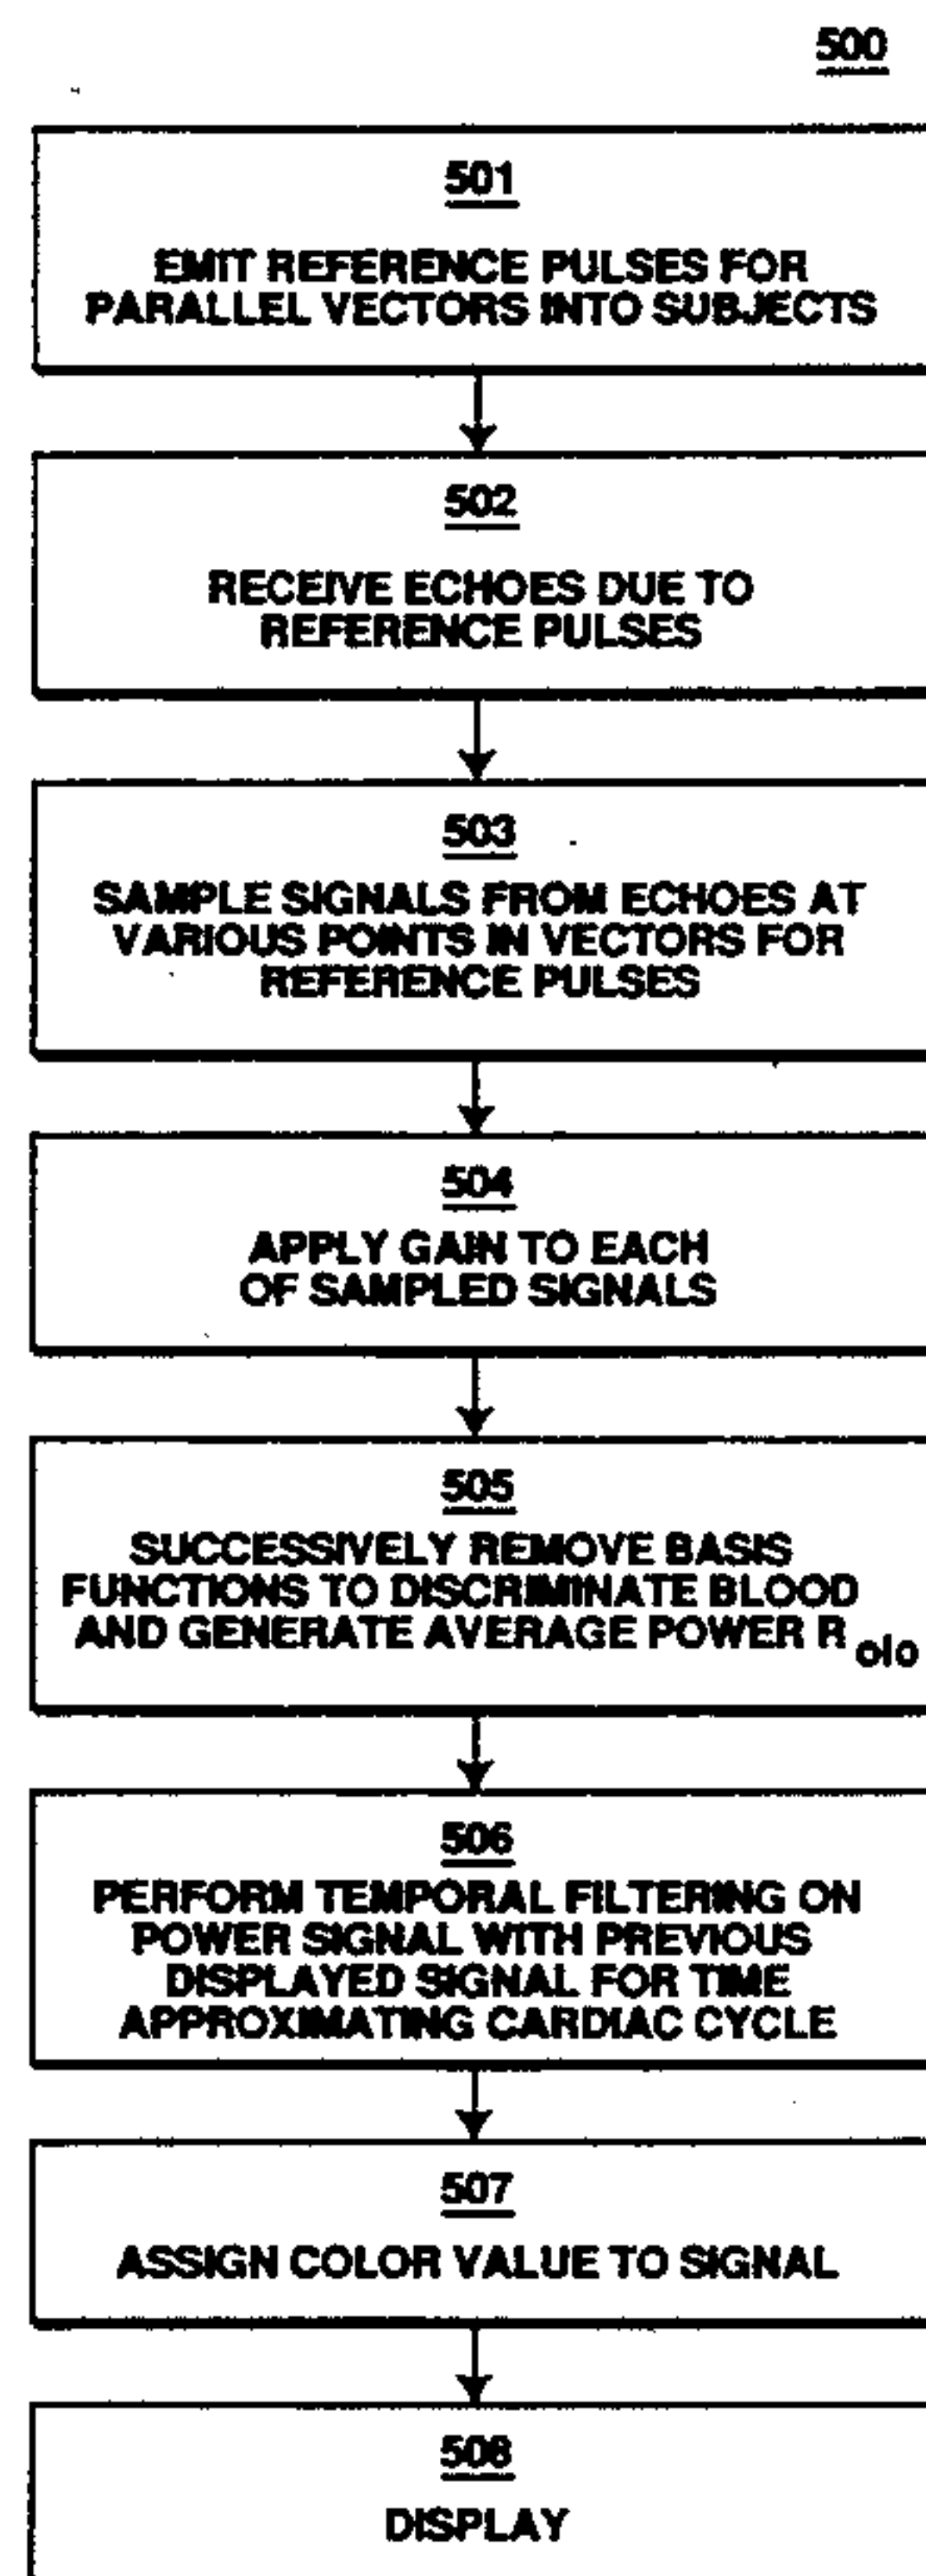 500
501
EMIT REFERENCE PULSES FOR
PARALLEL VECTORS INTO SUBJECTS
502
RECEIVE ECHOES DUE TO
REFERENCE PULSES
503
SAMPLE SIGNALS FROM ECHOES AT
VARIOUS POINTS IN VECTORS FOR
REFERENCE PULSES
504
APPLY GAIN TO EACH
OF SAMPLED SIGNALS
505
SUCCESSIVELY REMOVE BASIS
FUNCTIONS TO DISCRIMINATE BLOOD
AND GENERATE AVERAGE POWER R olo
506
PERFORM TEMPORAL FILTERING ON
POWER SIGNAL WITH PREVIOUS
DISPLAYED SIGNAL FOR TIME
APPROXIMATING CARDIAC CYCLE
507
ASSIGN COLOR VALUE TO SIGNAL
508
DISPLAY